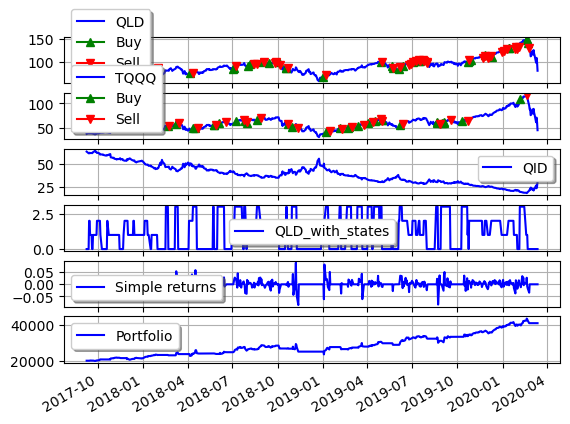 QLD
Buy
Sell
150
100
TQQQ
Buy
Sell
100
50
QID
50
25
QLD_with_states
2.5
0.0
Simple returns
0.05
0.00
−0.05
Portfolio
40000
20000
2017-10
2018-01
2018-04
2018-07
2018-10
2019-01
2019-04
2019-07
2019-10
2020-01
2020-04